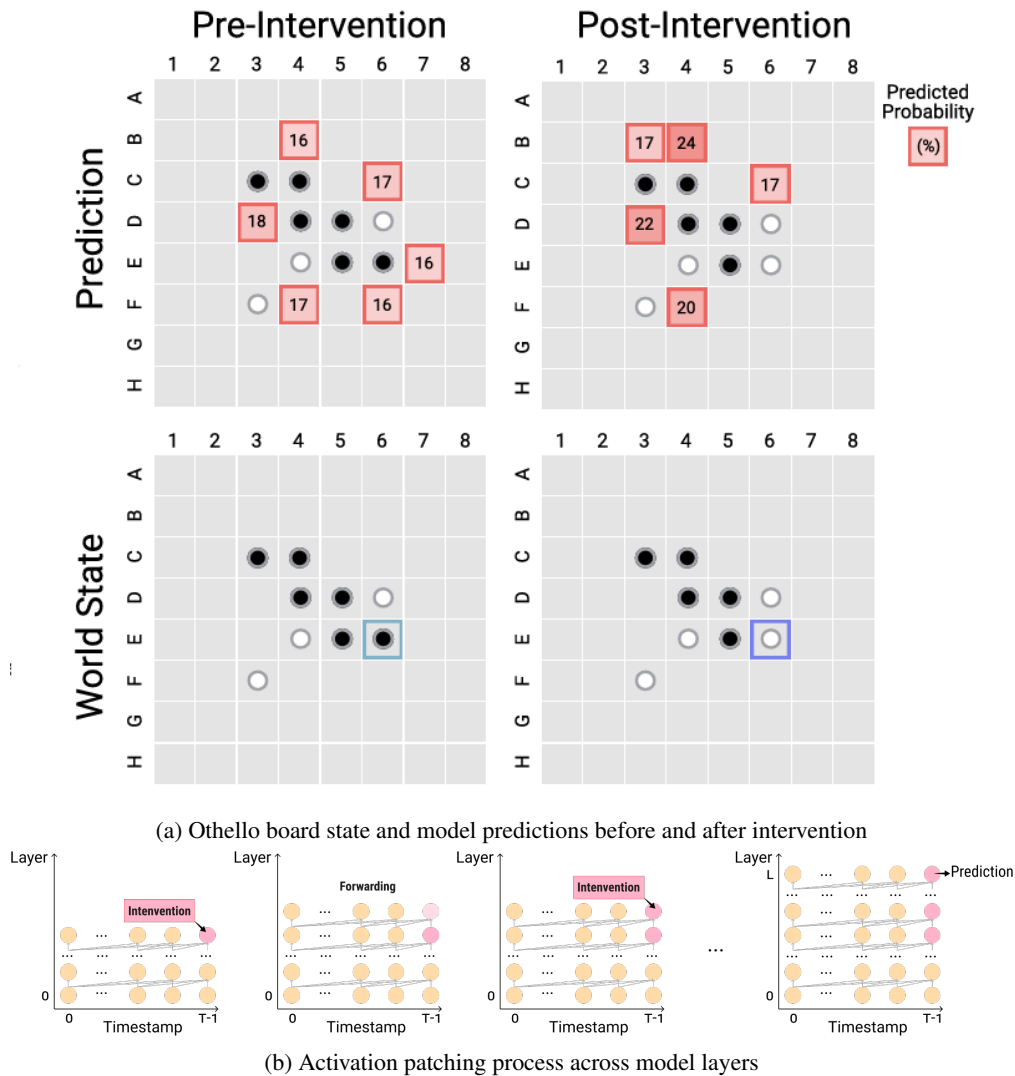 Pre-Intervention Post-Intervention
1 2 3 4 5 6 7 8 1 2 3 4 5 6 7 8
Predicted
Probability
(%)
Prediction
A A
B 16 B 17 24
C 17 C 17
D 18 D 22
E 16 E
F 17 16 F 20
G G
H H
1 2 3 4 5 6 7 8 1 2 3 4 5 6 7 8
World State
A A
B B
C C
D D
E E
F F
G G
H H
(a) Othello board state and model predictions before and after intervention
Layer Layer Layer Layer
L ... Prediction
Forwarding
Intenvention Intenvention
... ... ... ...
... ... ... ...
...
0 0 0 0
0 T-1 0 T-1 0 T-1 0 T-1
Timestamp Timestamp Timestamp Timestamp
(b) Activation patching process across model layers